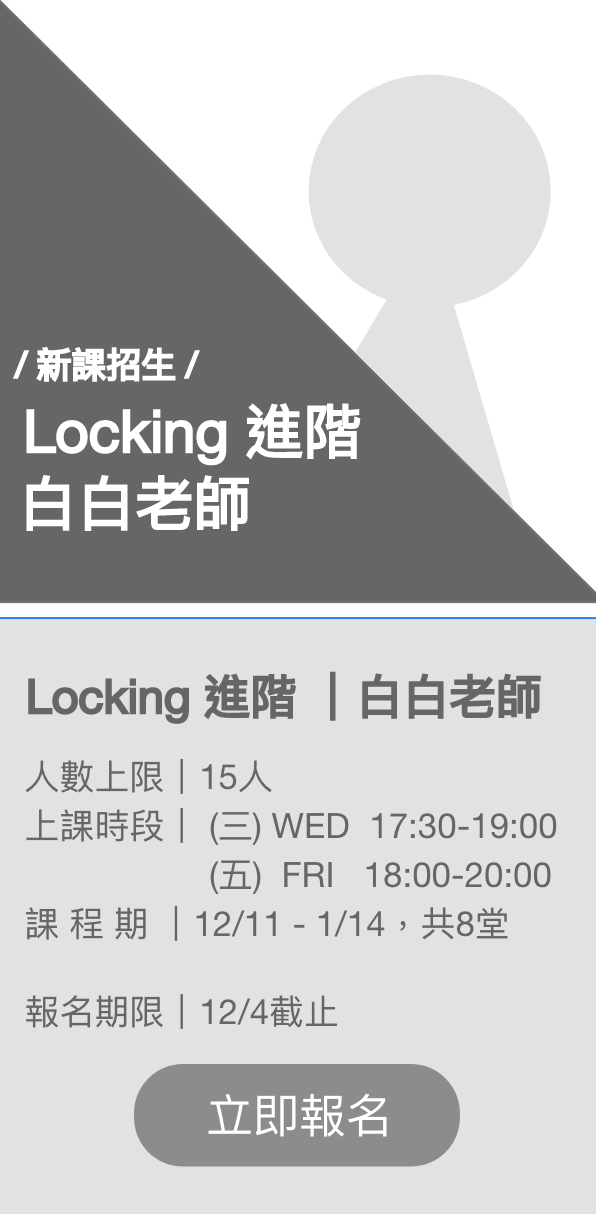 / 新課招生 /
Locking 進階
白白老師
Locking 進階 ｜白白老師
人數上限｜15人
上課時段｜ (三) WED 17:30-19:00
(五) FRI 18:00-20:00
課 程 期 ｜12/11 - 1/14，共8堂
報名期限｜12/4截止
立即報名